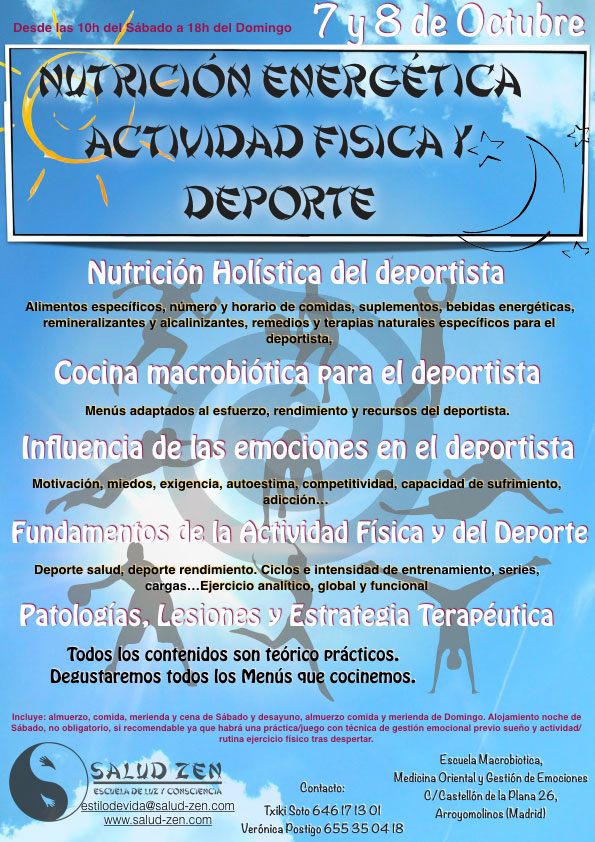 Desde las 10h del Sábado a 18h del Domingo
7 y 8 de Octubre
NUTRICIÓN ENERGÉTICA
ACTIVIDAD FISICA Y
DEPORTE
Nutrición Holística del deportista
Alimentos específicos, número y horario de comidas, suplementos, bebidas energéticas,
remineralizantes y alcalinizantes, remedios y terapias naturales específicos para el
deportista,
Cocina macrobiótica para el deportista
Menús adaptados al esfuerzo, rendimiento y recursos del deportista.
Influencia de las emociones en el deportista
Motivación, miedos, exigencia, autoestima, competitividad, capacidad de sufrimiento,
adicción…
Fundamentos de la Actividad Física y del Deporte
Deporte salud, deporte rendimiento. Ciclos e intensidad de entrenamiento, series,
cargas…Ejercicio analítico, global y funcional
Patologías, Lesiones y Estrategia Terapéutica
Todos los contenidos son teórico prácticos.
Degustaremos todos los Menús que cocinemos.
Incluye: almuerzo, comida, merienda y cena de Sábado y desayuno, almuerzo comida y merienda de Domingo. Alojamiento noche de
Sábado, no obligatorio, si recomendable ya que habrá una práctica/juego con técnica de gestión emocional previo sueño y actividad/
rutina ejercicio físico tras despertar.
SALUD ZEN
ESCUELA DE LUZ Y CONSCIENCIA
estilodevida@salud-zen.com
www.salud-zen.com
Contacto:
Txiki Soto 646 17 13 01
Verónica Postigo 655 35 04 18
Escuela Macrobiotica,
Medicina Oriental y Gestión de Emociones
C/Castellón de la Plana 26,
Arroyomolinos (Madrid)